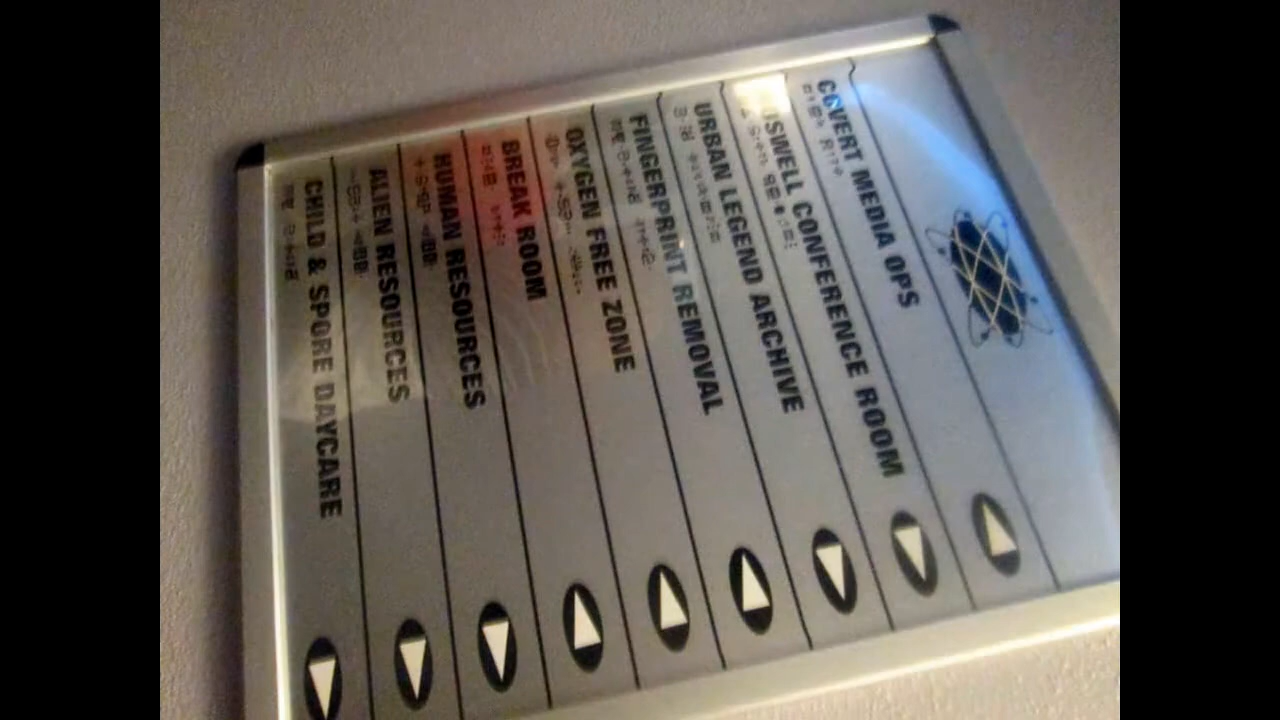 COVERT MEDIA OPS
CONFERENCE ROOM
URBAN LEGEND ARCHIVE
FINGERPRINT REMOVAL
OXYGEN FREE ZONE
BREAK ROOM
HUMAN RESOURCES
ALIEN RESOURCES
CHILD & SPORE DAYCARE